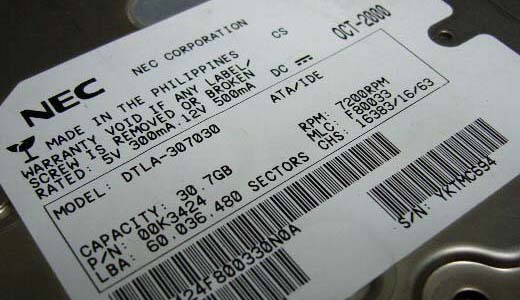 NEC
NEC CORPORATION
CS
OCT-2000
MADE IN THE PHILIPPINES
WARRANTY VOID IF ANY LABEL/
SCREW IS REMOVED OR BROKEN
RATED: 5V 300mA 12V 500mA DC
MODEL: DTLA-307030
ATA/IDE
CAPACITY: 30.7GB
RPM: 7200RPM
P/N: 00K3424
MLC: F80033
LBA: 60.036.480 SECTORS
CHS: 16383/16/63
S/N: YKTMC694
24F800330N0A